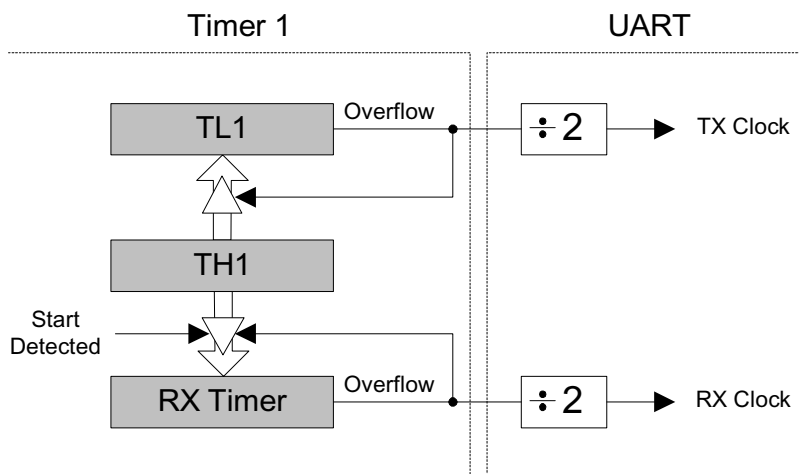 Timer 1
UART
TL1
Overflow
÷ 2
TX Clock
TH1
Start
Detected
RX Timer
Overflow
÷ 2
RX Clock